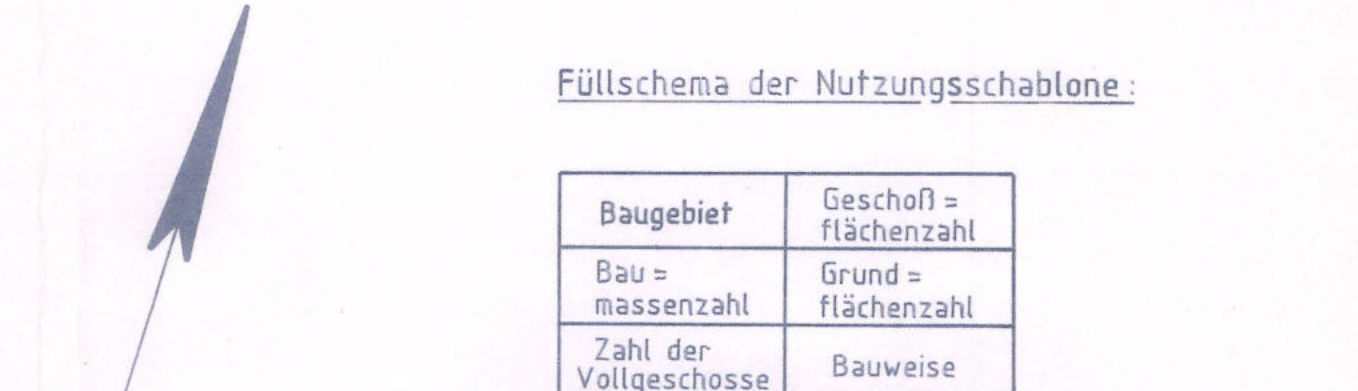 Füllschema der Nutzungsschablone :
Baugebiet
Geschoß =
flächenzahl
Bau =
massenzahl
Grund =
flächenzahl
Zahl der
Vollgeschosse
Bauweise